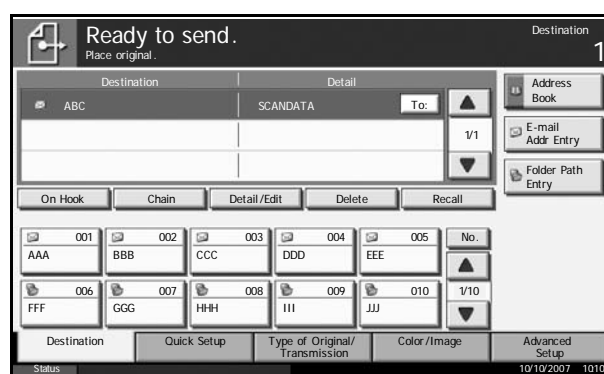 Ready to send.
Place original.
Destination
1
Destination Detail
ABC SCANDATA To:
1/1
Address
Book
E-mail
Addr Entry
Folder Path
Entry
On Hook Chain Detail/Edit Delete Recall
001 002 003 004 005 No.
AAA BBB CCC DDD EEE
006 007 008 009 010 1/10
FFF GGG HHH III JJJ
Destination Quick Setup Type of Original/
Transmission Color/Image Advanced
Setup
Status 10/10/2007 1010